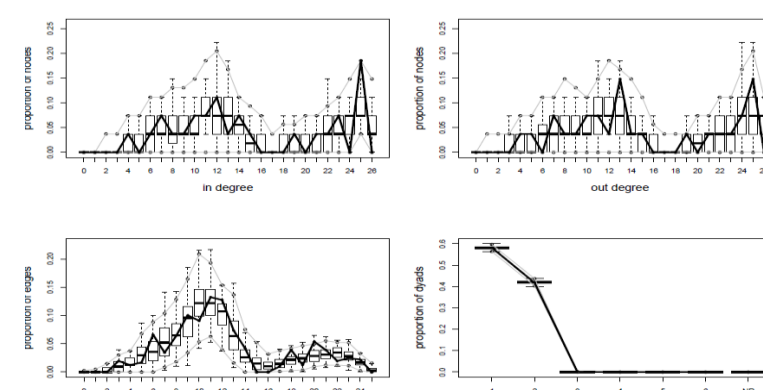 proportion of nodes
0.00 0.05 0.10 0.15 0.20 0.25
0 2 4 6 8 10 12 14 16 18 20 22 24 26
in degree
proportion of nodes
0.00 0.05 0.10 0.15 0.20 0.25
0 2 4 6 8 10 12 14 16 18 20 22 24
out degree
proportion of edges
0.00 0.05 0.10 0.15 0.20
proportion of dyads
0.0 0.1 0.2 0.3 0.4 0.5 0.6